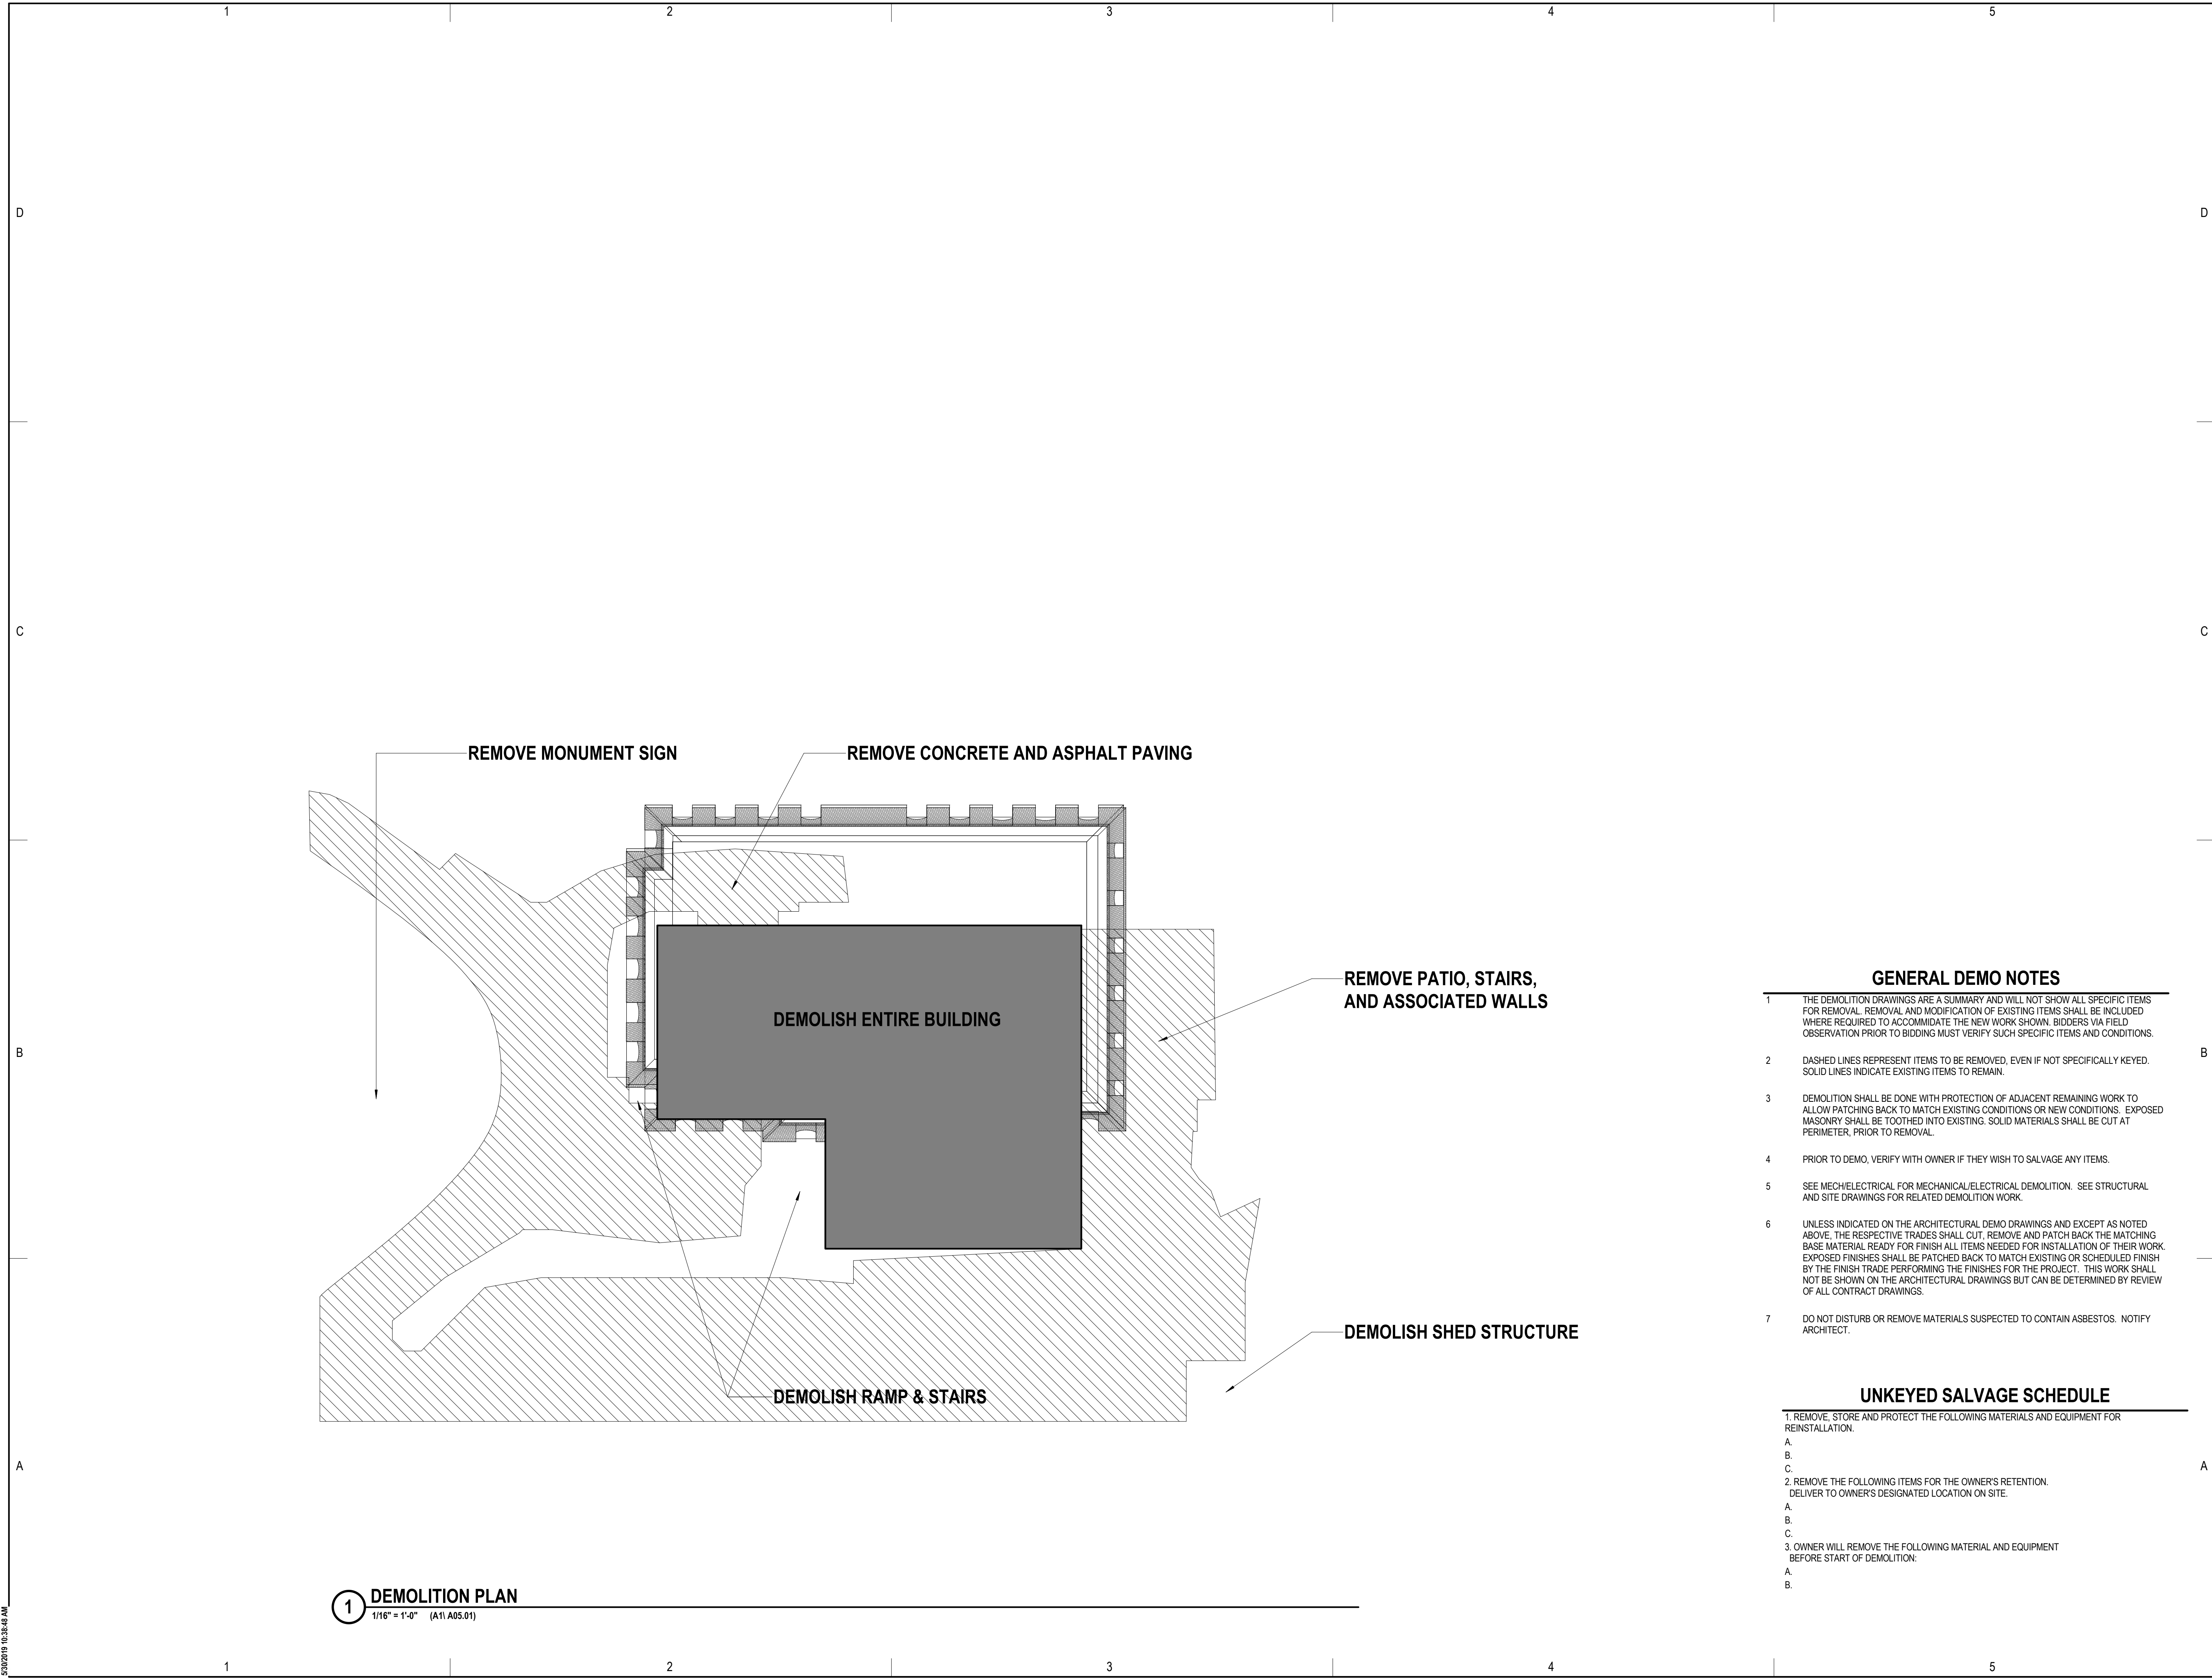 1 2 3 4 5
D D
C C
REMOVE MONUMENT SIGN
REMOVE CONCRETE AND ASPHALT PAVING
DEMOLISH ENTIRE BUILDING
REMOVE PATIO, STAIRS,
AND ASSOCIATED WALLS
B B
DEMOLISH SHED STRUCTURE
DEMOLISH RAMP & STAIRS
GENERAL DEMO NOTES
1 THE DEMOLITION DRAWINGS ARE A SUMMARY AND WILL NOT SHOW ALL SPECIFIC ITEMS
FOR REMOVAL. REMOVAL AND MODIFICATION OF EXISTING ITEMS SHALL BE INCLUDED
WHERE REQUIRED TO ACCOMMIDATE THE NEW WORK SHOWN. BIDDERS VIA FIELD
OBSERVATION PRIOR TO BIDDING MUST VERIFY SUCH SPECIFIC ITEMS AND CONDITIONS.
2 DASHED LINES REPRESENT ITEMS TO BE REMOVED, EVEN IF NOT SPECIFICALLY KEYED.
SOLID LINES INDICATE EXISTING ITEMS TO REMAIN.
3 DEMOLITION SHALL BE DONE WITH PROTECTION OF ADJACENT REMAINING WORK TO
ALLOW PATCHING BACK TO MATCH EXISTING CONDITIONS OR NEW CONDITIONS. EXPOSED
MASONRY SHALL BE TOOTHED INTO EXISTING. SOLID MATERIALS SHALL BE CUT AT
PERIMETER, PRIOR TO REMOVAL.
4 PRIOR TO DEMO, VERIFY WITH OWNER IF THEY WISH TO SALVAGE ANY ITEMS.
5 SEE MECH/ELECTRICAL FOR MECHANICAL/ELECTRICAL DEMOLITION. SEE STRUCTURAL
AND SITE DRAWINGS FOR RELATED DEMOLITION WORK.
6 UNLESS INDICATED ON THE ARCHITECTURAL DEMO DRAWINGS AND EXCEPT AS NOTED
ABOVE, THE RESPECTIVE TRADES SHALL CUT, REMOVE AND PATCH BACK THE MATCHING
BASE MATERIAL READY FOR FINISH ALL ITEMS NEEDED FOR INSTALLATION OF THEIR WORK.
EXPOSED FINISHES SHALL BE PATCHED BACK TO MATCH EXISTING OR SCHEDULED FINISH
BY THE FINISH TRADE PERFORMING THE FINISHES FOR THE PROJECT. THIS WORK SHALL
NOT BE SHOWN ON THE ARCHITECTURAL DRAWINGS BUT CAN BE DETERMINED BY REVIEW
OF ALL CONTRACT DRAWINGS.
7 DO NOT DISTURB OR REMOVE MATERIALS SUSPECTED TO CONTAIN ASBESTOS. NOTIFY
ARCHITECT.
UNKEYED SALVAGE SCHEDULE
1. REMOVE, STORE AND PROTECT THE FOLLOWING MATERIALS AND EQUIPMENT FOR
REINSTALLATION.
A.
B.
C.
2. REMOVE THE FOLLOWING ITEMS FOR THE OWNER'S RETENTION.
DELIVER TO OWNER'S DESIGNATED LOCATION ON SITE.
A.
B.
C.
3. OWNER WILL REMOVE THE FOLLOWING MATERIAL AND EQUIPMENT
BEFORE START OF DEMOLITION:
A.
B.
A A
1 DEMOLITION PLAN
1/16" = 1'-0" (A1\ A05.01)
5/30/2019 10:38:48 AM
1 2 3 4 5